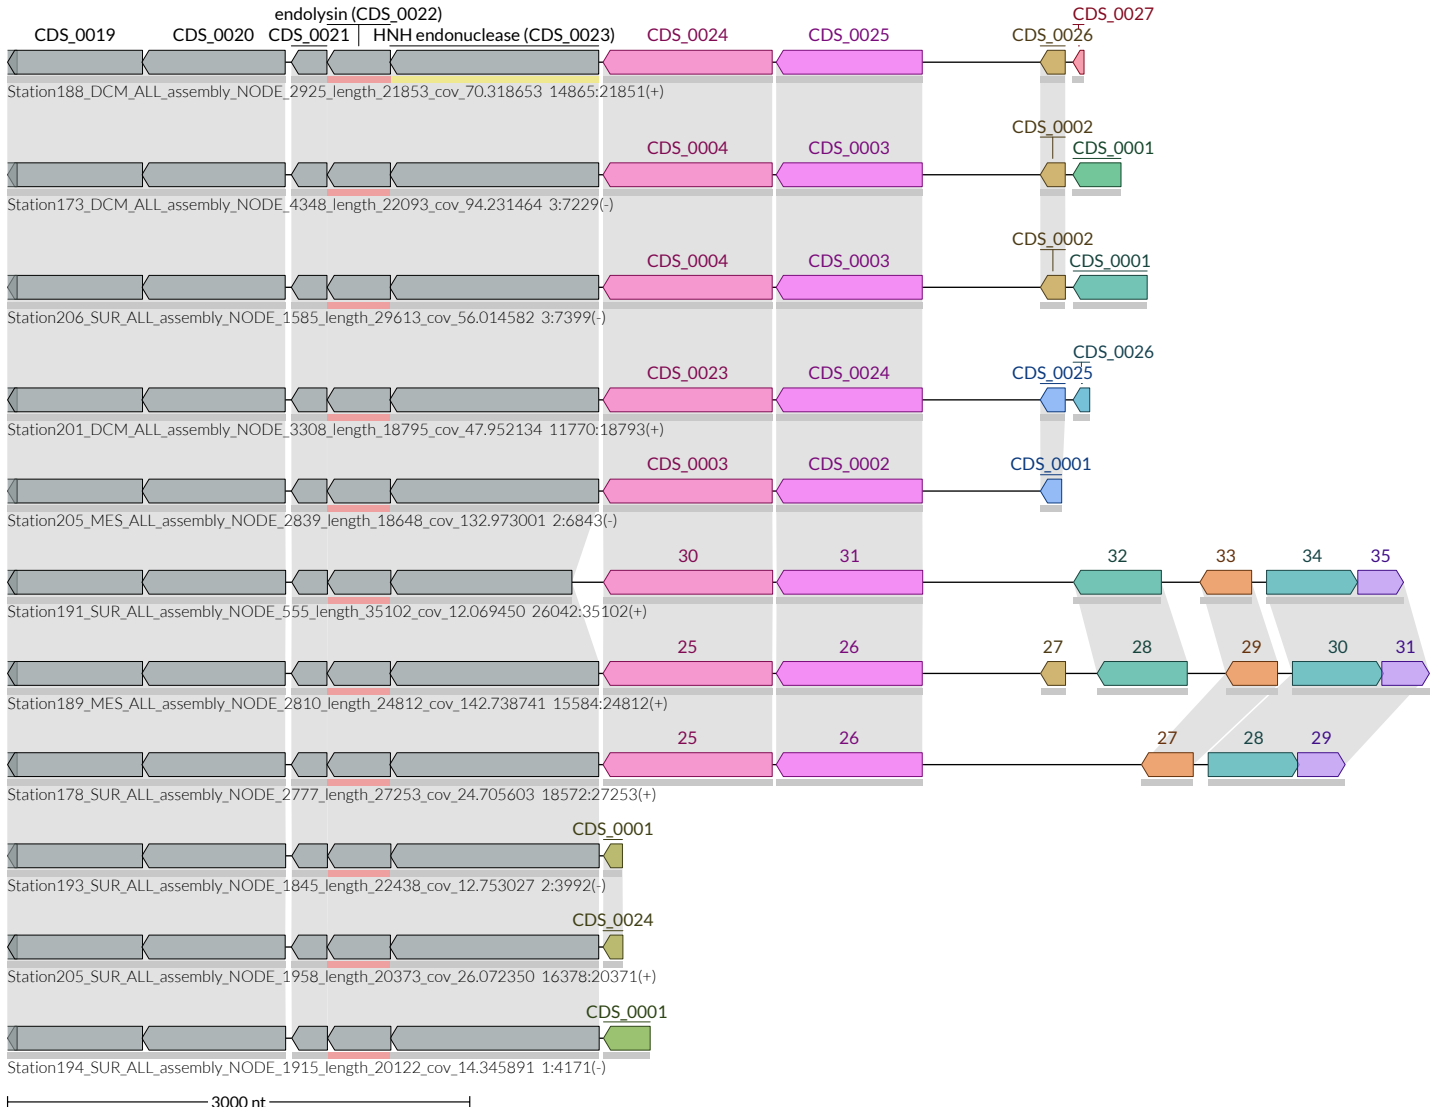 endolysin (CDS_0022)
CDS_0019 CDS_0020 CDS_0021 HNH endonuclease (CDS_0023) CDS_0024 CDS_0025 CDS_0026 CDS_0027
Station188_DCM_ALL_assembly_NODE_2925_length_21853_cov_70.318653 14865:21851(+)
CDS_0004 CDS_0003 CDS_0002 CDS_0001
Station173_DCM_ALL_assembly_NODE_4348_length_22093_cov_94.231464 3:7229(-)
CDS_0004 CDS_0003 CDS_0002 CDS_0001
Station206_SUR_ALL_assembly_NODE_1585_length_29613_cov_56.014582 3:7399(-)
CDS_0023 CDS_0024 CDS_0025 CDS_0026
Station201_DCM_ALL_assembly_NODE_3308_length_18795_cov_47.952134 11770:18793(+)
CDS_0003 CDS_0002 CDS_0001
Station205_MES_ALL_assembly_NODE_2839_length_18648_cov_132.973001 2:6843(-)
30 31 32 33 34 35
Station191_SUR_ALL_assembly_NODE_555_length_35102_cov_12.069450 26042:35102(+)
25 26 27 28 29 30 31
Station189_MES_ALL_assembly_NODE_2810_length_24812_cov_142.738741 15584:24812(+)
25 26 27 28 29
Station178_SUR_ALL_assembly_NODE_2777_length_27253_cov_24.705603 18572:27253(+)
CDS_0001
Station193_SUR_ALL_assembly_NODE_1845_length_22438_cov_12.753027 2:3992(-)
CDS_0024
Station205_SUR_ALL_assembly_NODE_1958_length_20373_cov_26.072350 16378:20371(+)
CDS_0001
Station194_SUR_ALL_assembly_NODE_1915_length_20122_cov_14.345891 1:4171(-)
3000 nt